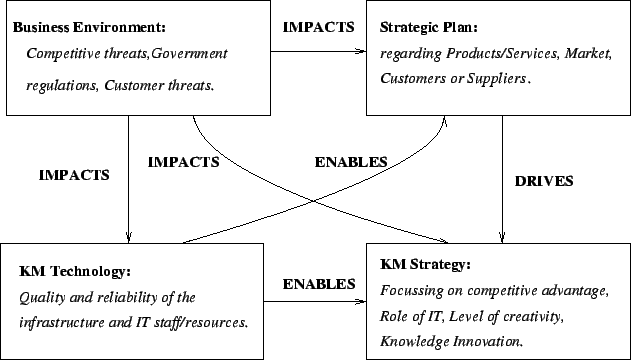 Business Environment:
Competitive threats,Government
regulations, Customer threats.
IMPACTS
Strategic Plan:
regarding Products/Services, Market,
Customers or Suppliers.
IMPACTS
IMPACTS
ENABLES
DRIVES
KM Technology:
Quality and reliability of the
infrastructure and IT staff/resources.
ENABLES
KM Strategy:
Focussing on competitive advantage,
Role of IT, Level of creativity,
Knowledge Innovation.